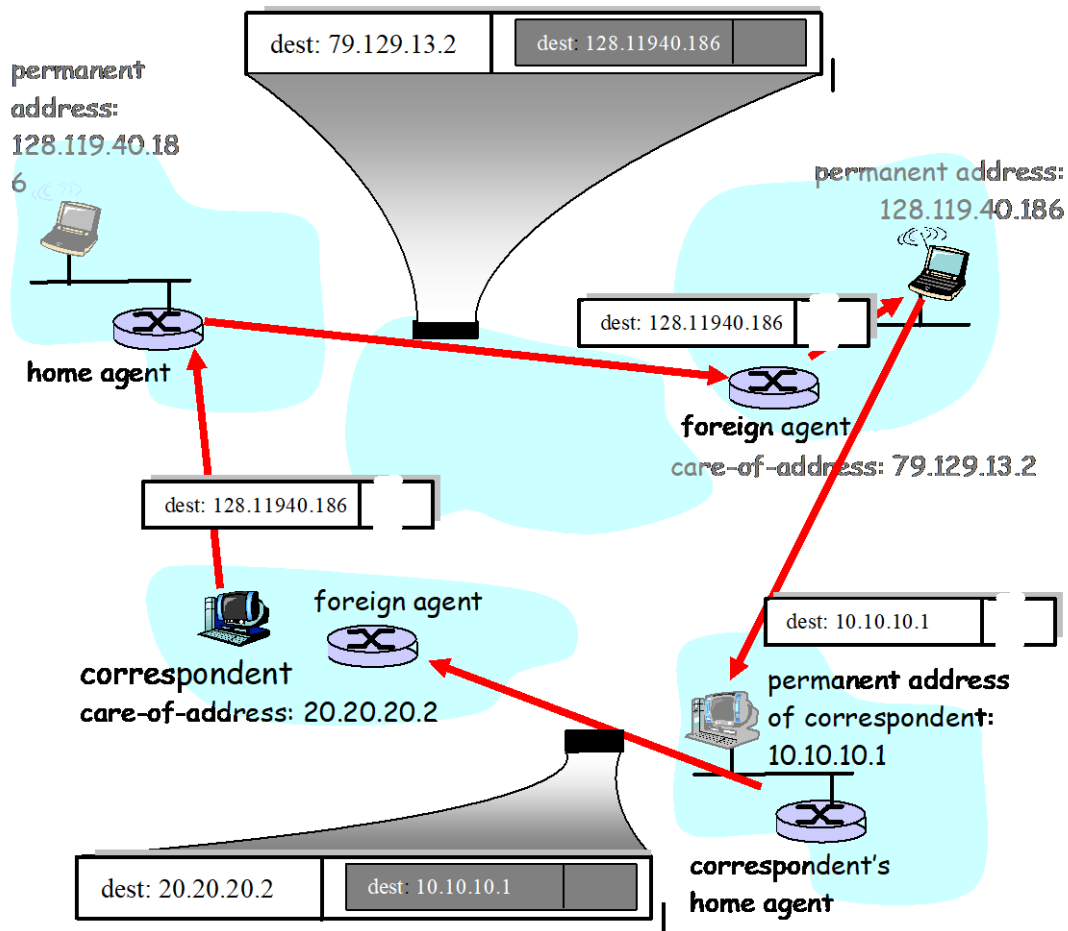 dest: 79.129.13.2
dest: 128.11940.186
permanent
address:
128.119.40.18
6
permanent address:
128.119.40.186
dest: 128.11940.186
home agent
foreign agent
care-of-address: 79.129.13.2
dest: 128.11940.186
foreign agent
correspondent
care-of-address: 20.20.20.2
dest: 10.10.10.1
permanent address
of correspondent:
10.10.10.1
dest: 20.20.20.2
dest: 10.10.10.1
correspondent's
home agent